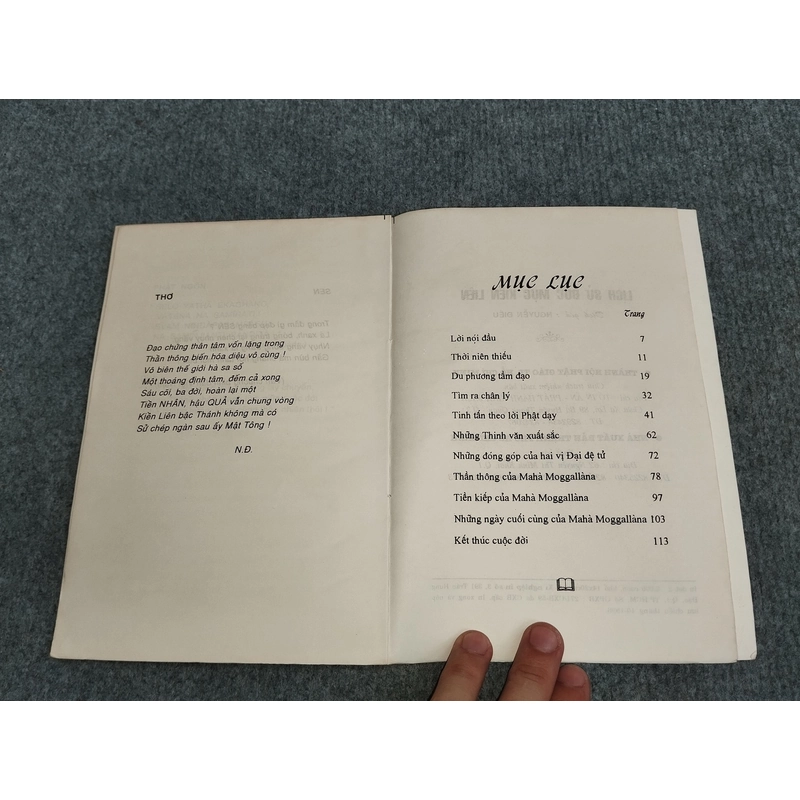 THƠ
Đạo chứng thân tâm vốn lặng trong
Thần thông biến hóa diệu vô cùng !
Vô biên thế giới hà sa số
Một thoáng định tâm, đếm cả xong
Sáu cõi, ba đời, hoàn lại một
Tiền NHÂN, hậu QUẢ vẫn chung vòng
Kiền Liên bậc Thánh không mà có
Sử chép ngàn sau ấy Mật Tông !
N.Đ.
MỤC LỤC
Trang
Lời nói đầu 7
Thời niên thiếu 11
Du phương tầm đạo 19
Tìm ra chân lý 32
Tinh tấn theo lời Phật dạy 41
Những Thinh văn xuất sắc 62
Những đóng góp của hai vị Đại đệ tử 72
Thần thông của Mahà Moggallàna 78
Tiền kiếp của Mahà Moggallàna 97
Những ngày cuối cùng của Mahà Moggallàna 103
Kết thúc cuộc đời 113